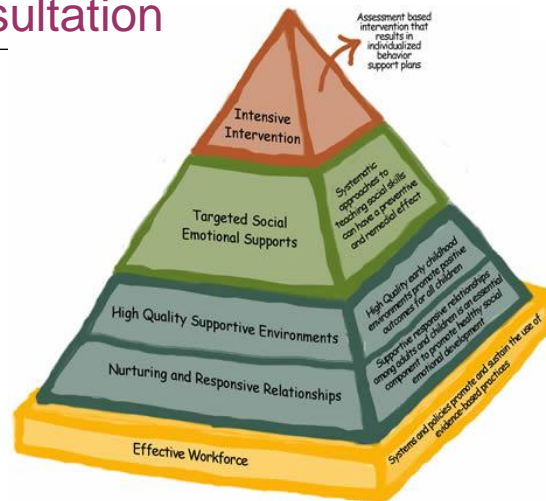 sultation
Assessment based
intervention that
results in
individualized
behavior
support plans
Intensive
Intervention
Systematic
approaches to
teaching social skills
can have a preventive
and remedial effect
Targeted Social
Emotional Supports
High Quality early childhood
environments promote positive
outcomes for all children
High Quality Supportive Environments
Supportive responsive relationships
among adults and children is an essential
component to promote healthy social
emotional development
Nurturing and Responsive Relationships
Systems and policies promote and sustain the use of
evidence-based practices
Effective Workforce